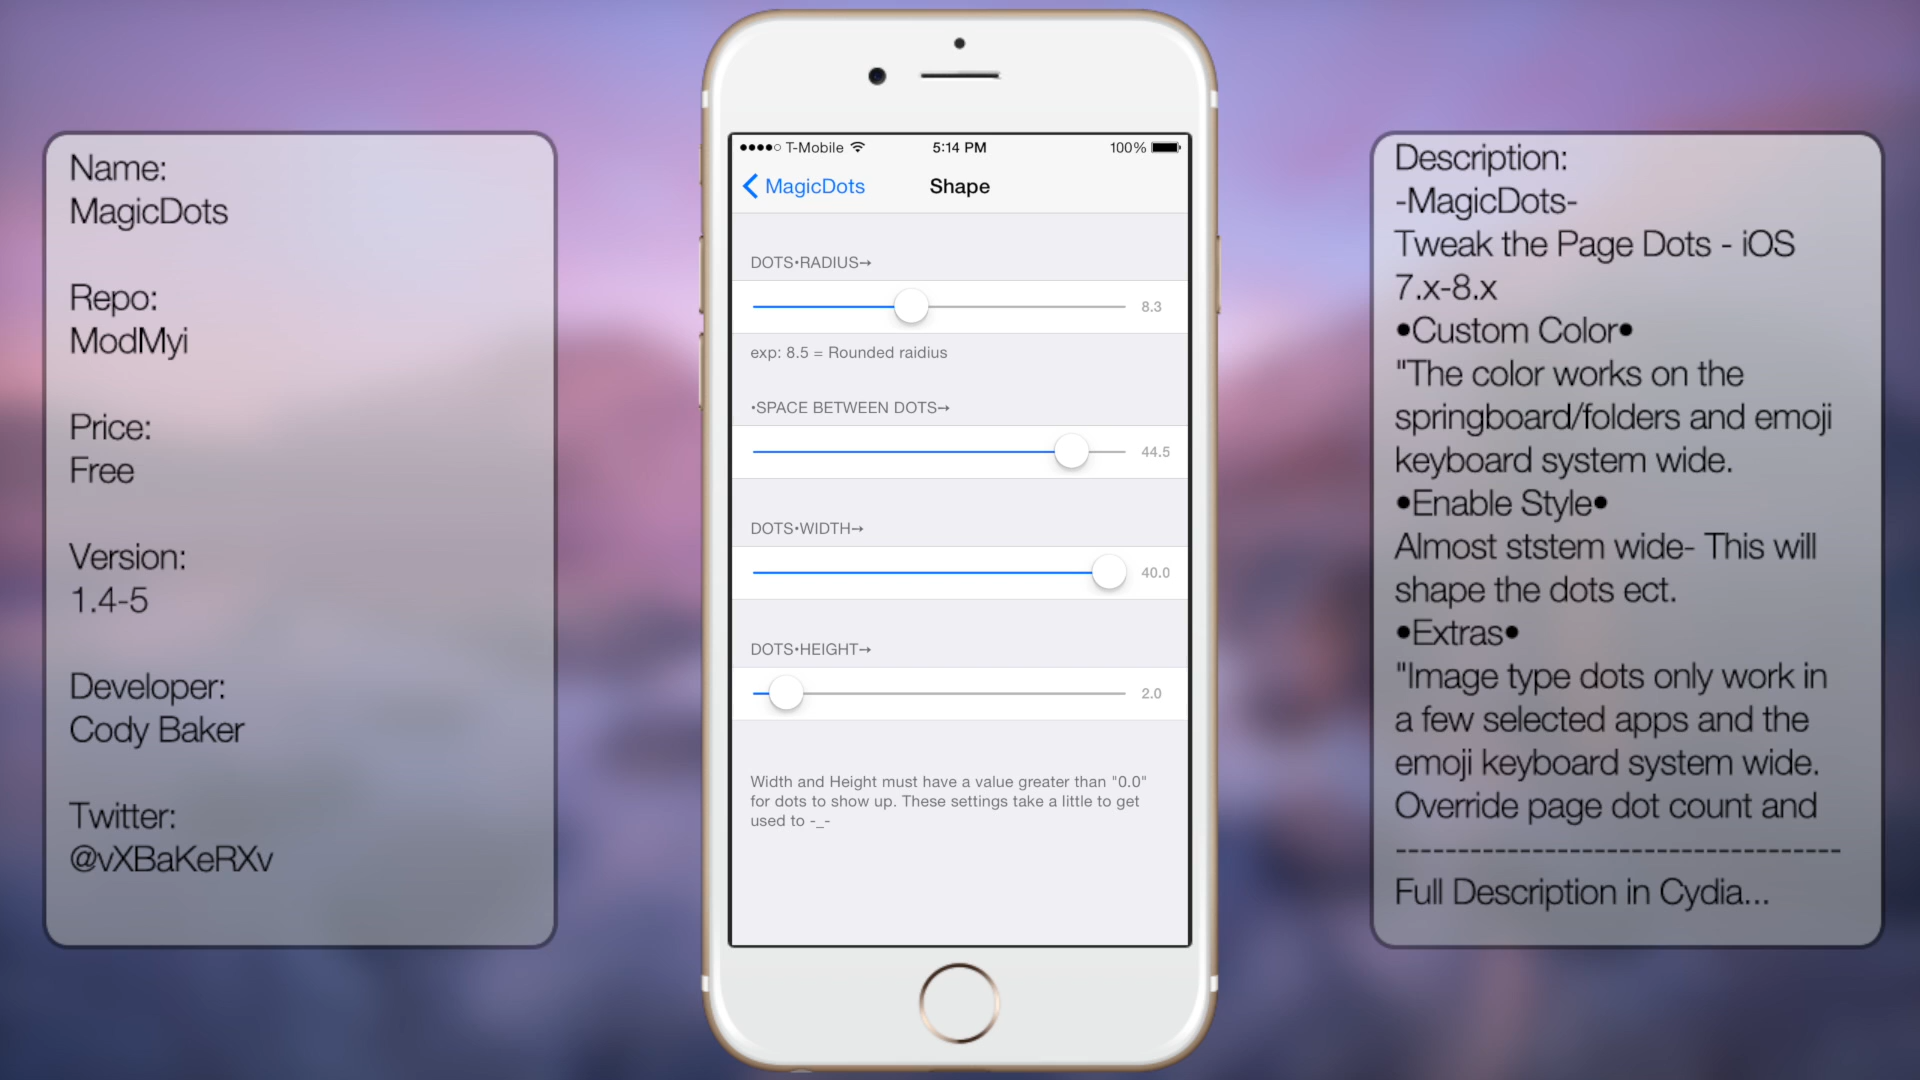 Name:
MagicDots
Repo:
ModMyi
Price:
Free
Version:
1.4-5
Developer:
Cody Baker
Twitter:
@vXBaKeRXv
T-Mobile
5:14 PM
100%
MagicDots
Shape
DOTS•RADIUS→
8.3
exp: 8.5 = Rounded raidius
•SPACE BETWEEN DOTS→
44.5
DOTS•WIDTH→
40.0
DOTS•HEIGHT→
2.0
Width and Height must have a value greater than "0.0"
for dots to show up. These settings take a little to get
used to -_-
Description:
-MagicDots-
Tweak the Page Dots - iOS
7.x-8.x
•Custom Color•
"The color works on the
springboard/folders and emoji
keyboard system wide.
•Enable Style•
Almost ststem wide- This will
shape the dots ect.
•Extras•
"Image type dots only work in
a few selected apps and the
emoji keyboard system wide.
Override page dot count and
------------------------------------
Full Description in Cydia...